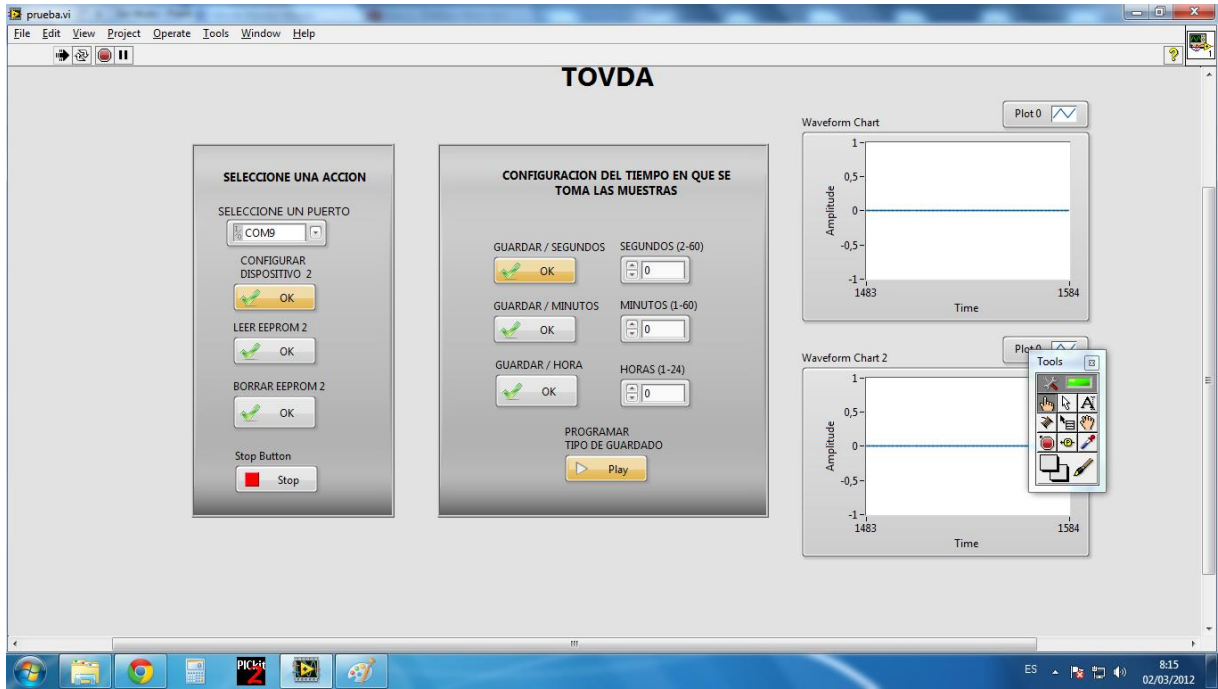 prueba.vi
File Edit View Project Operate Tools Window Help
TOVDA
SELECCIONE UNA ACCION
SELECCIONE UN PUERTO
COM9
CONFIGURAR
DISPOSITIVO 2
OK
LEER EEPROM 2
OK
BORRAR EEPROM 2
OK
Stop Button
Stop
CONFIGURACION DEL TIEMPO EN QUE SE
TOMA LAS MUESTRAS
GUARDAR / SEGUNDOS SEGUNDOS (2-60)
OK 0
GUARDAR / MINUTOS MINUTOS (1-60)
OK 0
GUARDAR / HORA HORAS (1-24)
OK 0
PROGRAMAR
TIPO DE GUARDADO
Play
Waveform Chart Plot 0
1
0,5
0
-0,5
-1
Amplitude
1483 1584
Time
Waveform Chart 2 Plot 0
1
0,5
0
-0,5
-1
Amplitude
1483 1584
Time
Tools
A
P
PICkit
2
ES 8:15
02/03/2012